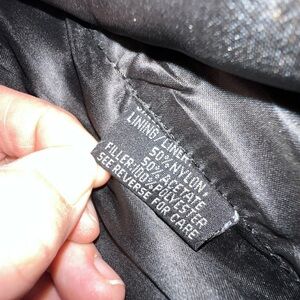 LINING/LINER
50% NYLON,
50% ACETATE
FILLER:100% POLYESTER
SEE REVERSE FOR CARE